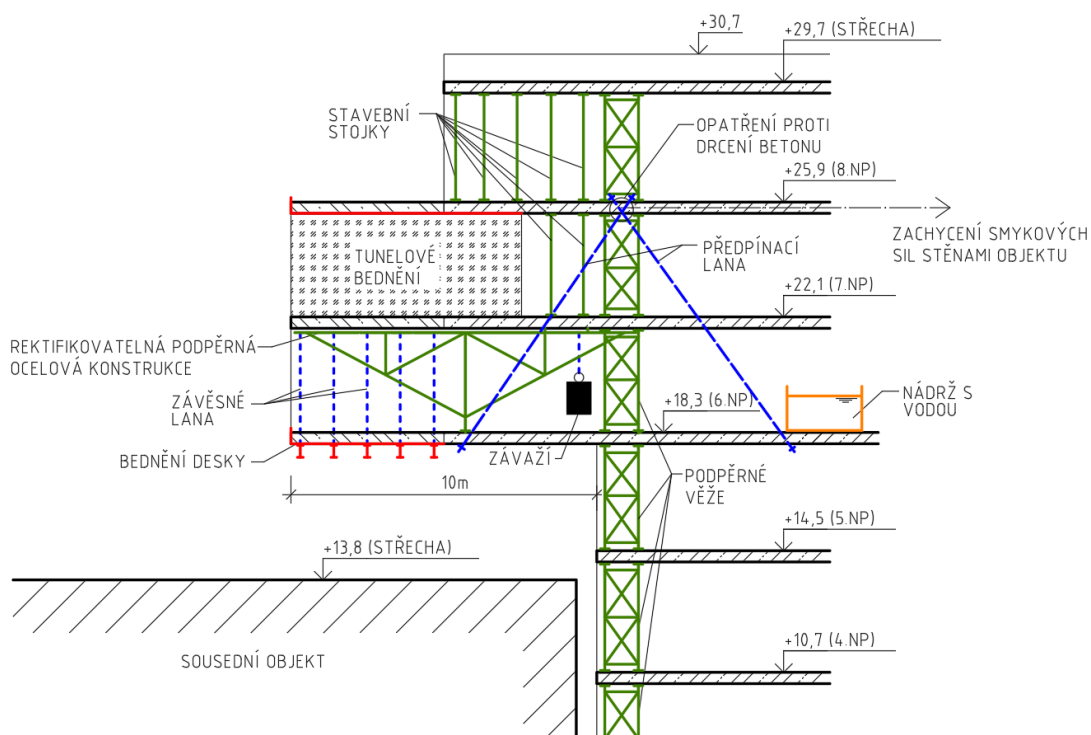 +30,7
+29,7 (STŘECHA)
STAVEBNÍ
STOJKY
OPATŘENÍ PROTI
DRCENÍ BETONU
+25,9 (8.NP)
ZACHYCENÍ SMYKOVÝCH
SIL STĚNAMI OBJEKTU
TUNELOVÉ
BEDNĚNÍ
PŘEDPÍNACÍ
LANA
+22,1 (7.NP)
REKTIFIKOVATELNÁ PODPĚRNÁ
OCELOVÁ KONSTRUKCE
ZÁVĚSNÉ
LANA
+18,3 (6.NP)
NÁDRŽ S
VODOU
BEDNĚNÍ DESKY
ZÁVAŽÍ
PODPĚRNÉ
VĚŽE
10m
+14,5 (5.NP)
+13,8 (STŘECHA)
+10,7 (4.NP)
SOUSEDNÍ OBJEKT